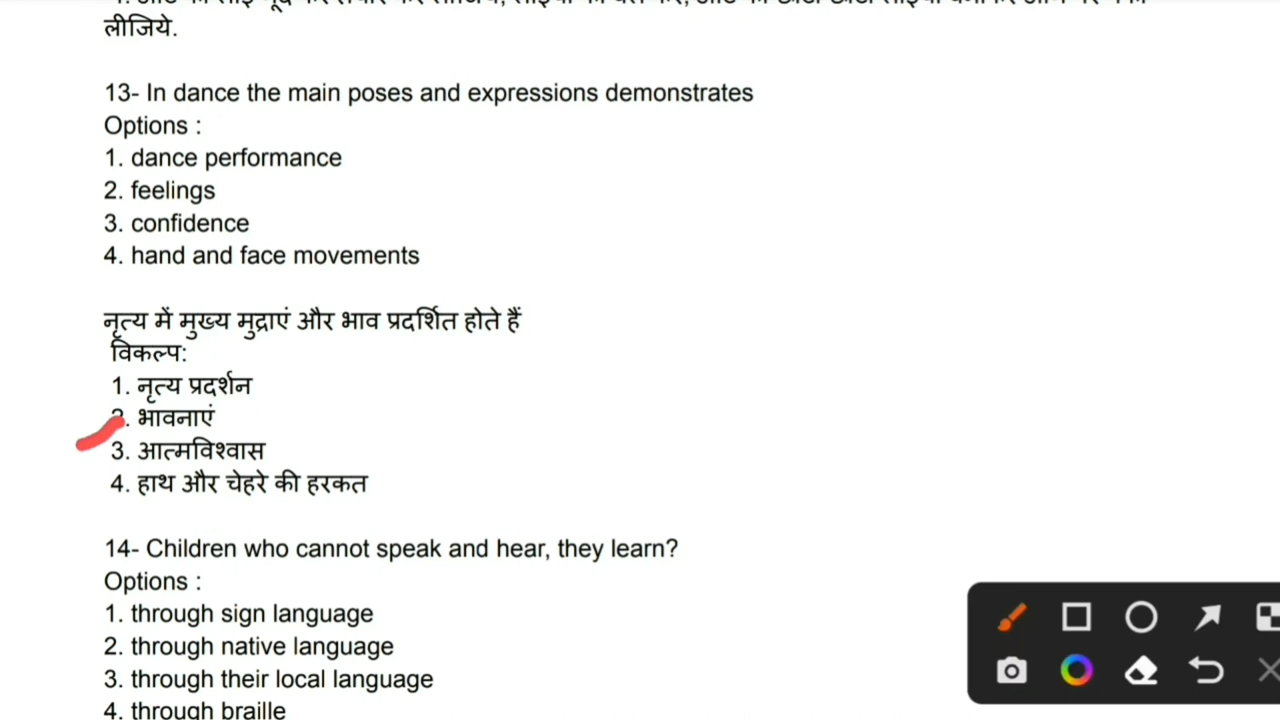 लीजिये.
13- In dance the main poses and expressions demonstrates
Options :
1. dance performance
2. feelings
3. confidence
4. hand and face movements
नृत्य में मुख्य मुद्राएं और भाव प्रदर्शित होते हैं
विकल्प:
1. नृत्य प्रदर्शन
2. भावनाएं
3. आत्मविश्वास
4. हाथ और चेहरे की हरकत
14- Children who cannot speak and hear, they learn?
Options :
1. through sign language
2. through native language
3. through their local language
4. through braille